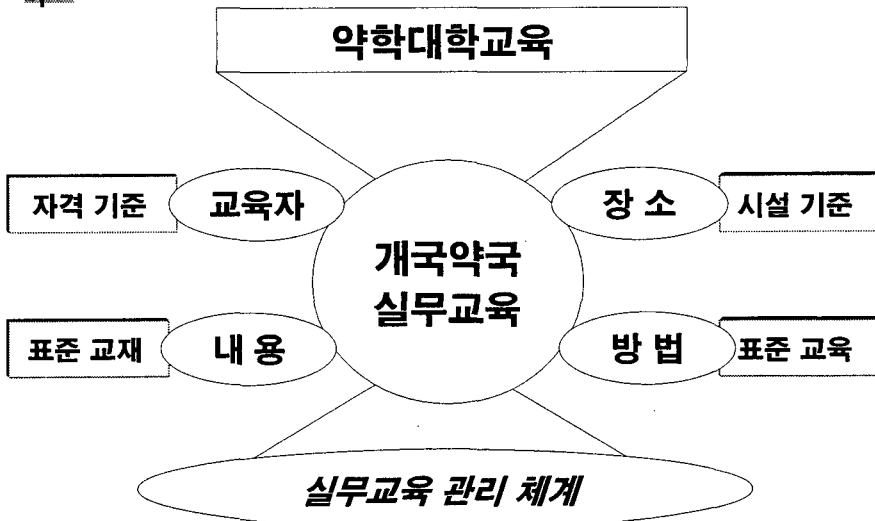 약학대학교육
자격 기준 교육자
장 소 시설 기준
개국약국
실무교육
표준 교재 내 용
방 법 표준 교육
실무교육 관리 체계